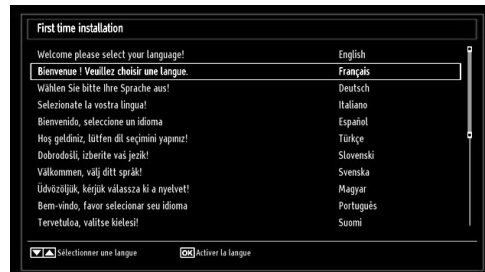 First time installation
Welcome please select your language! English
Bienvenue ! Veuillez choisir une langue. Français
Wählen Sie bitte Ihre Sprache aus! Deutsch
Selezionate la vostra lingua! Italiano
Bienvenido, seleccione un idioma Español
Hoş geldiniz, lütfen dil seçimini yapınız! Türkçe
Dobrodošli, izberite vaš jezik! Slovenski
Välkommen, välj ditt språk! Svenska
Üdvözöljük, kérjük válassza ki a nyelvet! Magyar
Bem-vindo, favor selecionar seu idioma Português
Tervetuloa, valitse kielesi! Suomi
Sélectionner une langue OK Activer la langue